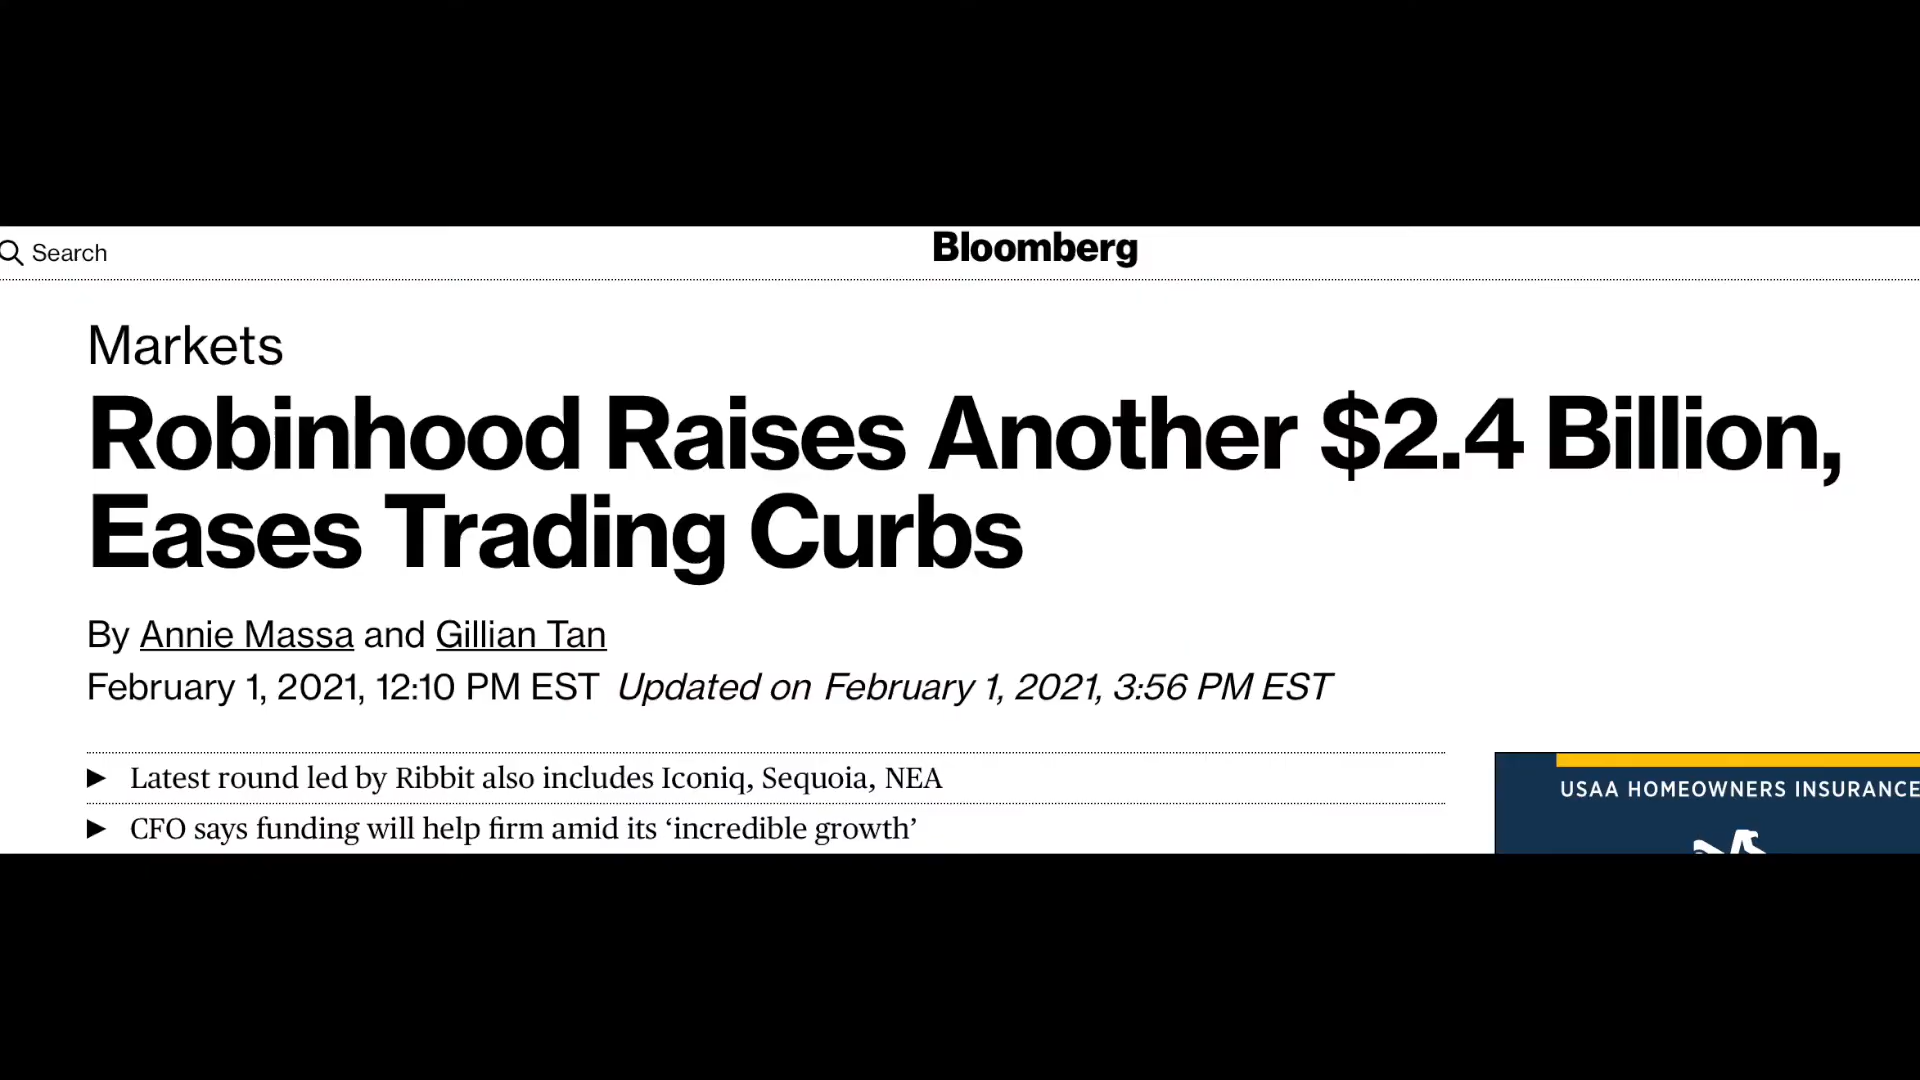 Search
Bloomberg
Markets
Robinhood Raises Another $2.4 Billion,
Eases Trading Curbs
By Annie Massa and Gillian Tan
February 1, 2021, 12:10 PM EST Updated on February 1, 2021, 3:56 PM EST
▶ Latest round led by Ribbit also includes Iconiq, Sequoia, NEA
▶ CFO says funding will help firm amid its ‘incredible growth’
USAA HOMEOWNERS INSURANCE